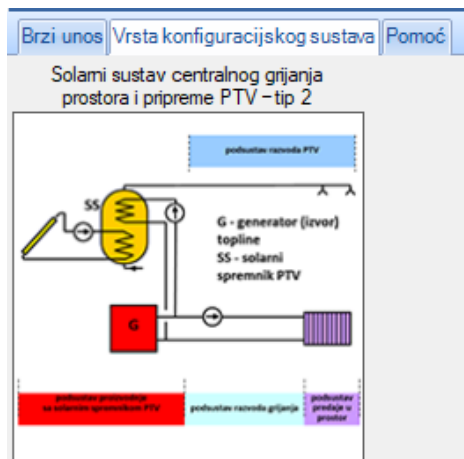 Brzi unos Vrsta konfiguracijskog sustava Pomoć
Solarni sustav centralnog grijanja
prostora i pripreme PTV – tip 2
podsustav razvoda PTV
SS
G - generator (izvor)
topline
SS - solarni
spremnik PTV
G
podsustav proizvodnje
sa solarnim spremnikom PTV
podsustav razvoda grijanja
podsustav
predaje u
prostor